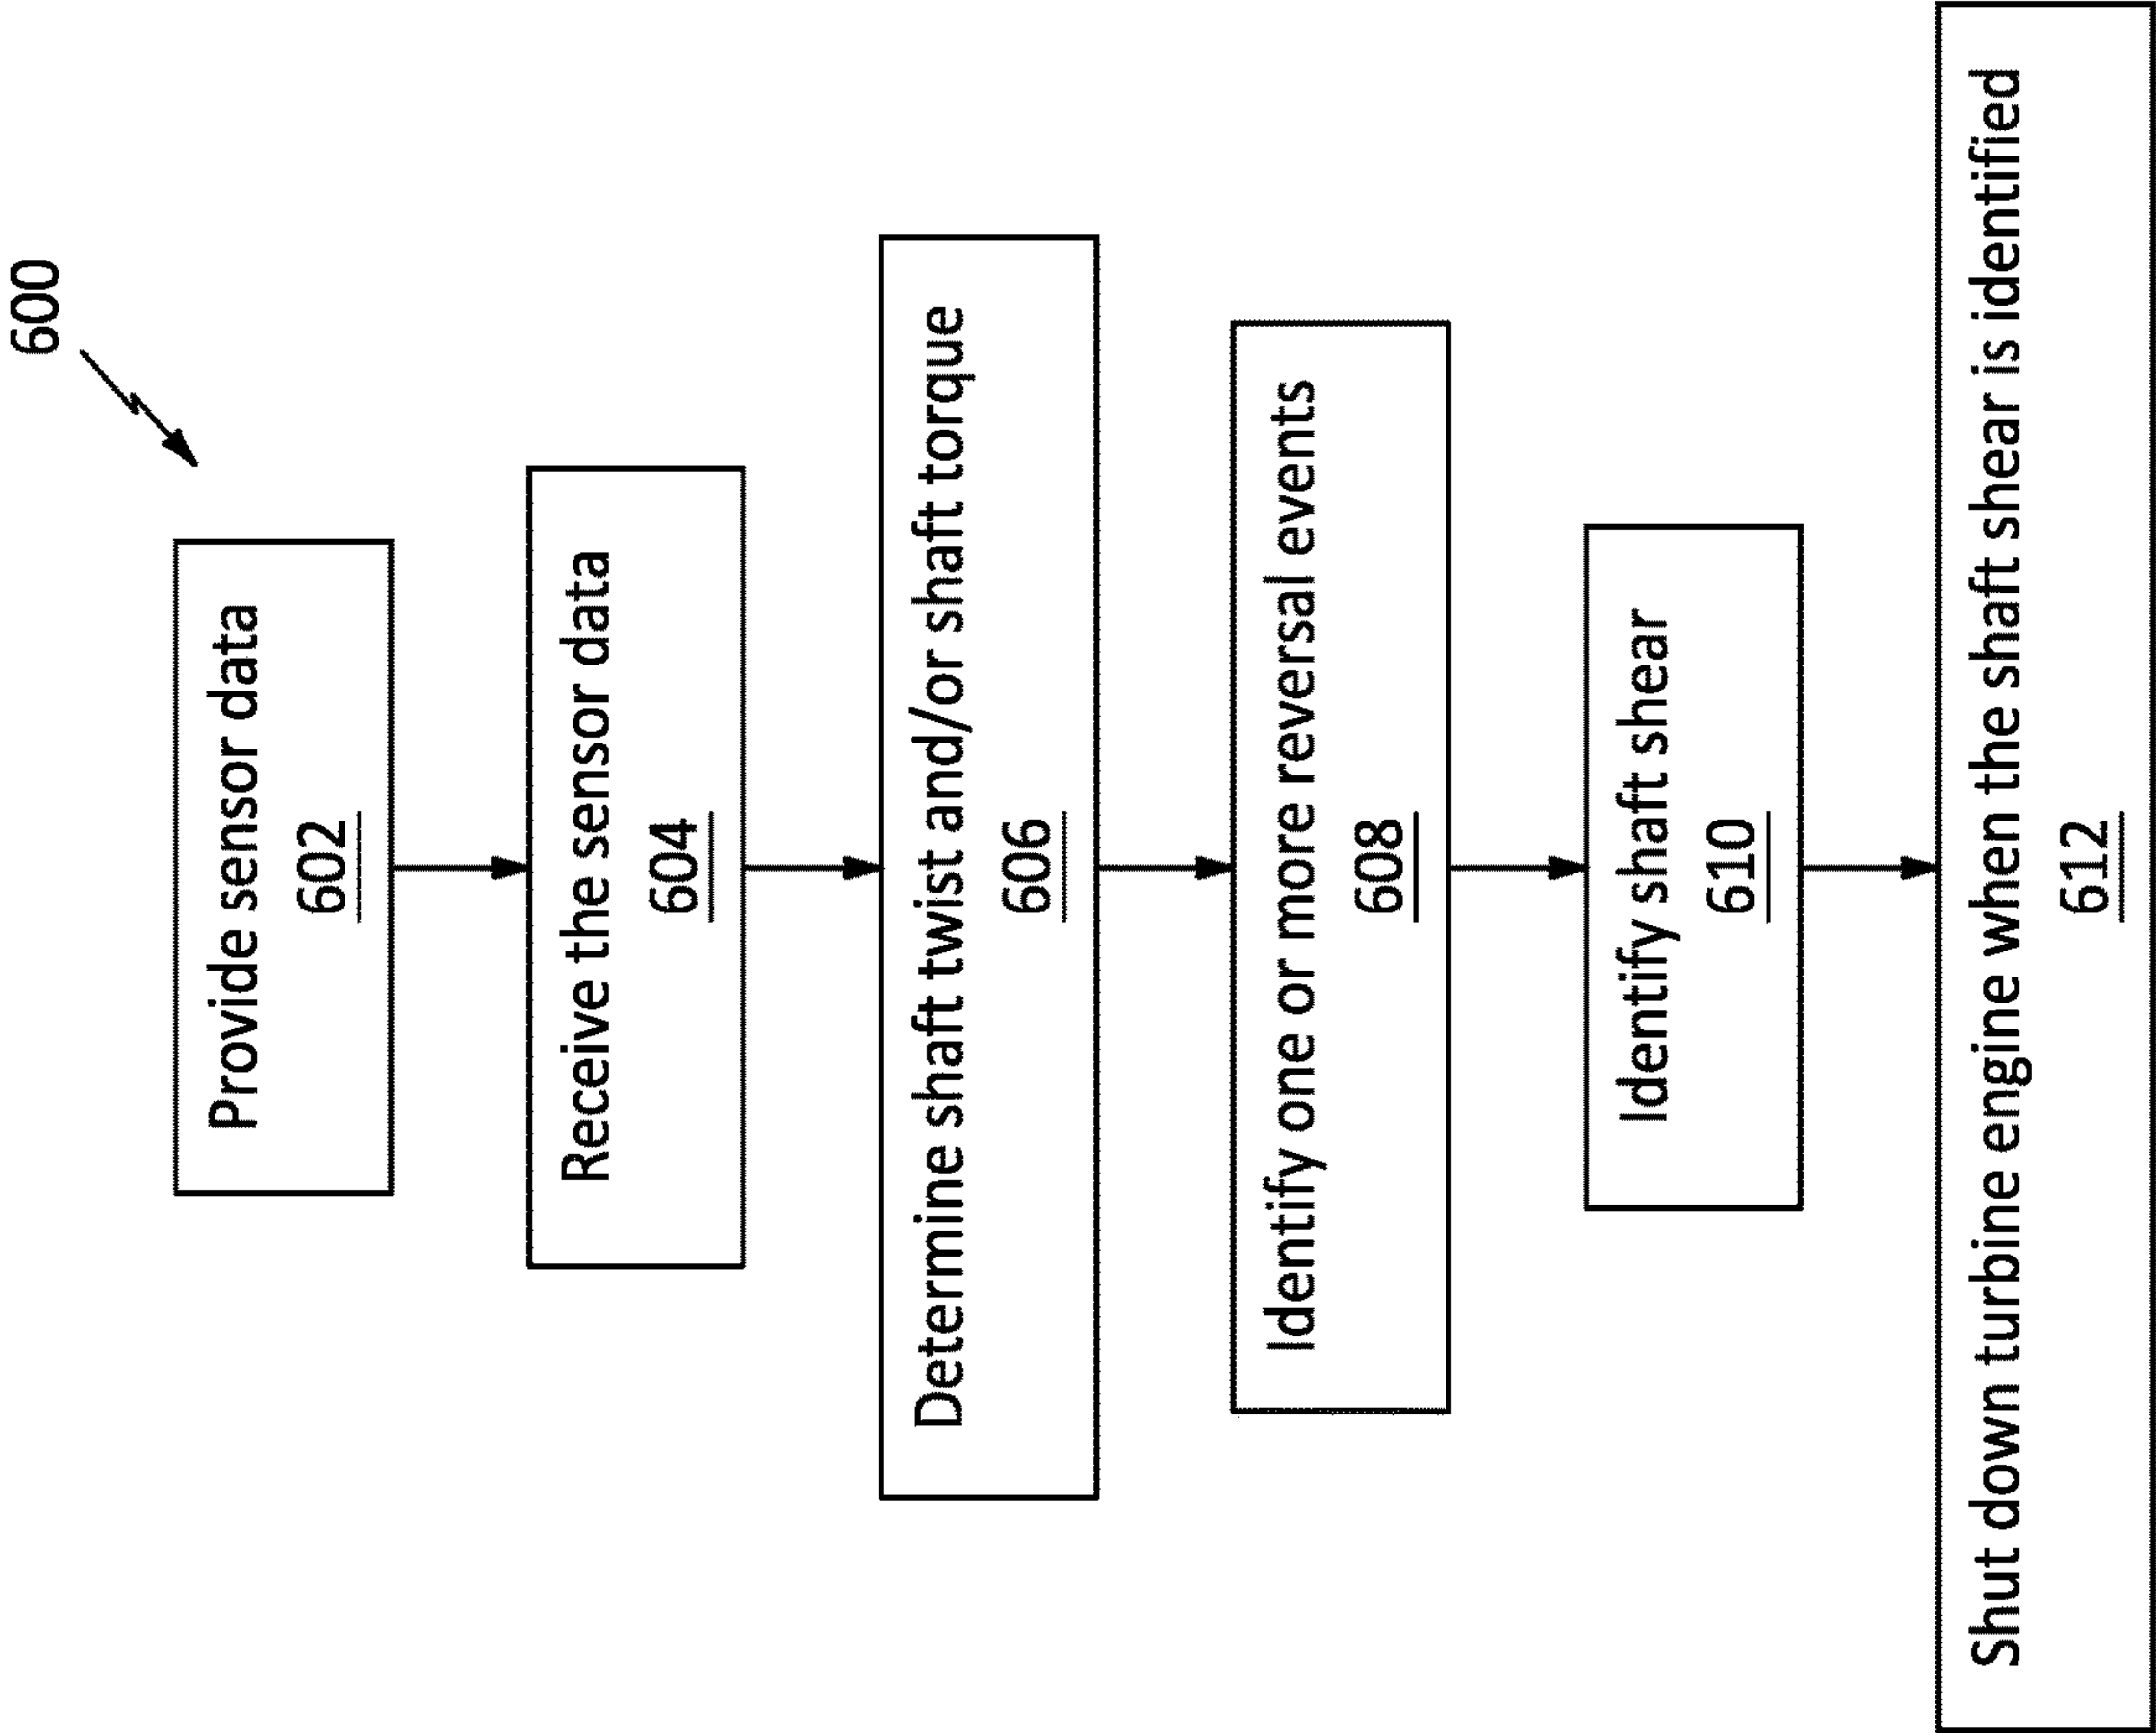 600
Provide sensor data
602
Receive the sensor data
604
Determine shaft twist and/or shaft torque
606
Identify one or more reversal events
608
Identify shaft shear
610
Shut down turbine engine when the shaft shear is identified
612